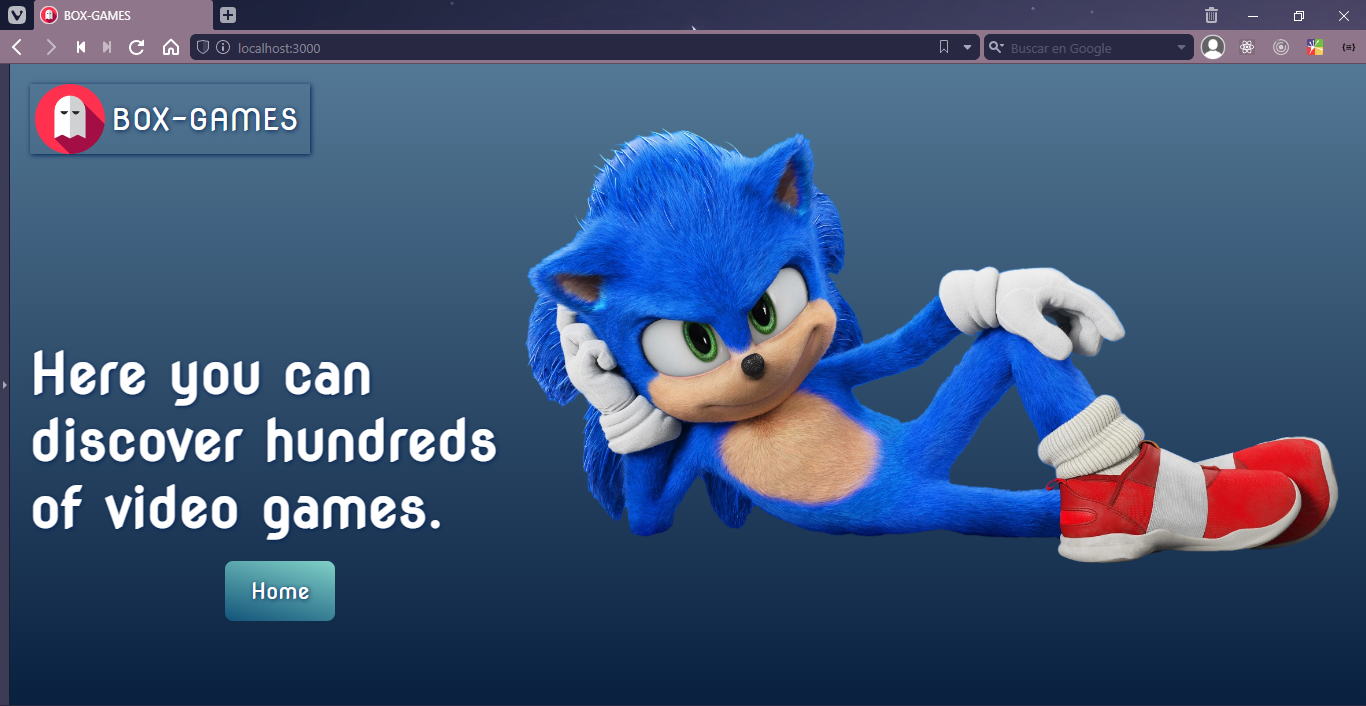 BOX-GAMES
localhost:3000
Buscar en Google
BOX-GAMES
Here you can
discover hundreds
of video games.
Home